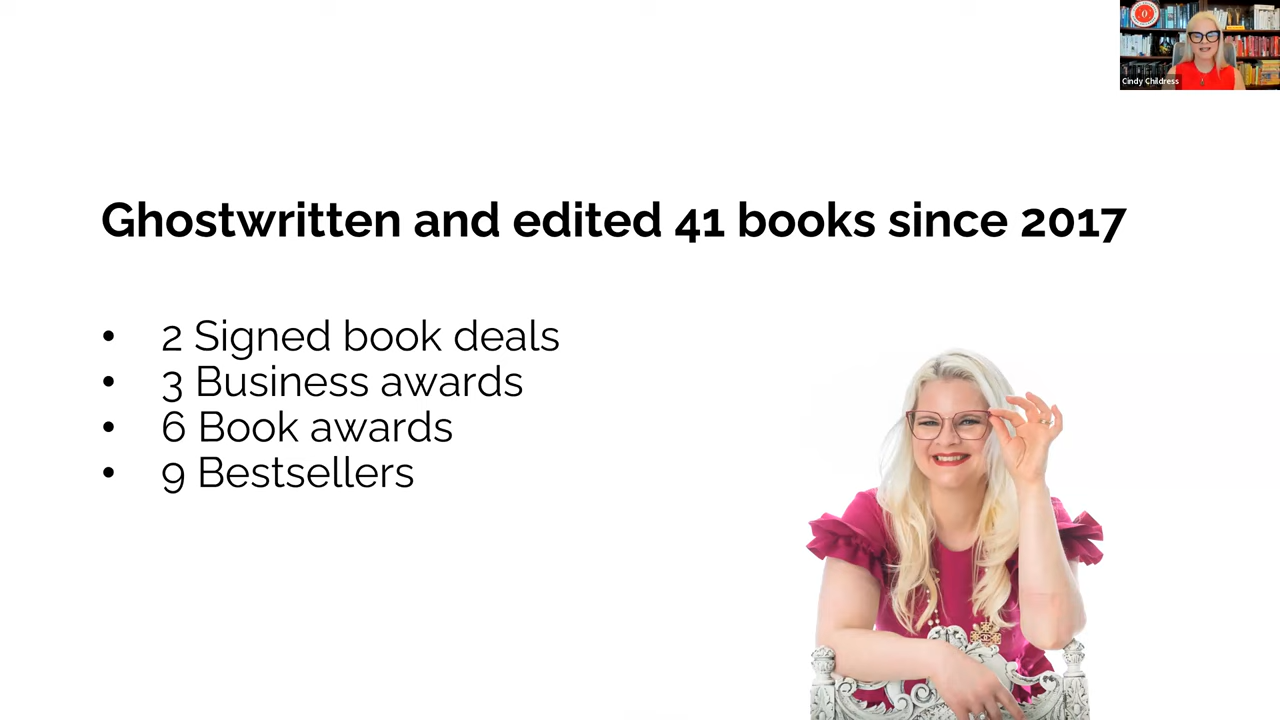 Cindy Childress
Ghostwritten and edited 41 books since 2017
• 2 Signed book deals
• 3 Business awards
• 6 Book awards
• 9 Bestsellers